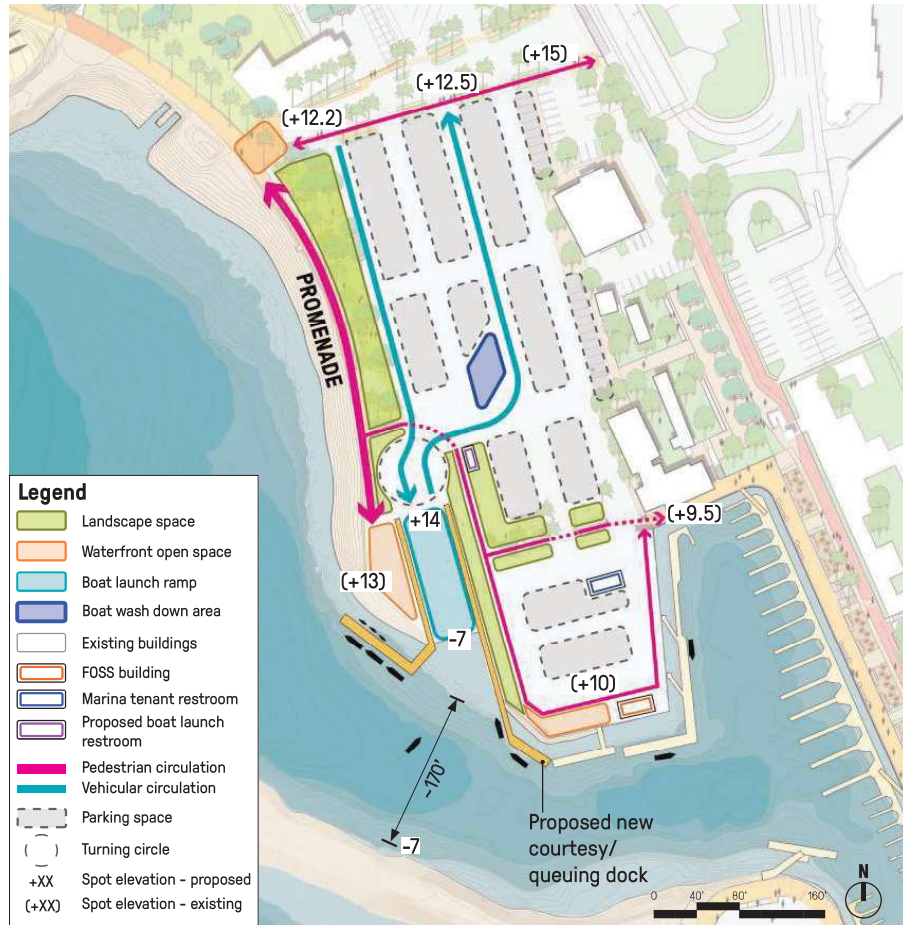 (+15)
(+12.5)
(+12.2)
PROMENADE
+14
(+9.5)
(+13)
-7
(+10)
~170'
-7
Proposed new
courtesy/
queuing dock
Legend
Landscape space
Waterfront open space
Boat launch ramp
Boat wash down area
Existing buildings
FOSS building
Marina tenant restroom
Proposed boat launch
restroom
Pedestrian circulation
Vehicular circulation
Parking space
Turning circle
+XX Spot elevation - proposed
(+XX) Spot elevation - existing
0 40' 80' 160'
N